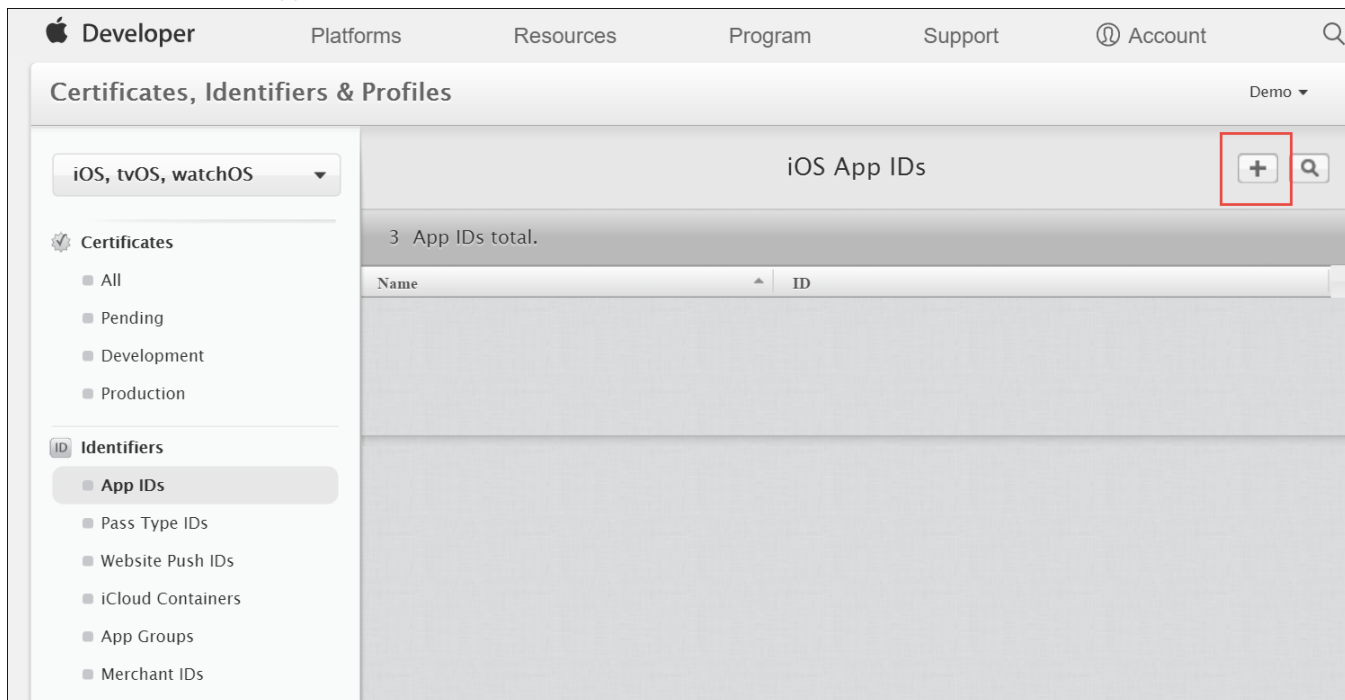 Developer Platforms Resources Program Support Account
Certificates, Identifiers & Profiles Demo
iOS, tvOS, watchOS iOS App IDs
3 App IDs total.
Name ID
Certificates
All
Pending
Development
Production
ID Identifiers
App IDs
Pass Type IDs
Website Push IDs
iCloud Containers
App Groups
Merchant IDs